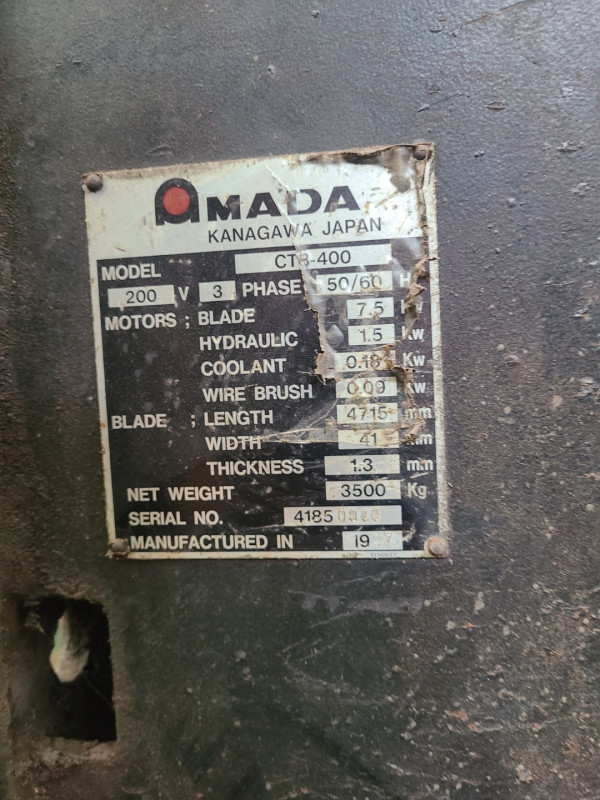 AMADA
KANAGAWA JAPAN
MODEL CTB-400
200 V 3 PHASE 50/60 H
MOTORS ; BLADE 7.5 K
HYDRAULIC 1.5 Kw
COOLANT 0.18 Kw
WIRE BRUSH 0.09 Kw
BLADE ; LENGTH 4715 mm
WIDTH 41 mm
THICKNESS 1.3 mm
NET WEIGHT 3500 Kg
SERIAL NO. 4185
MANUFACTURED IN 19